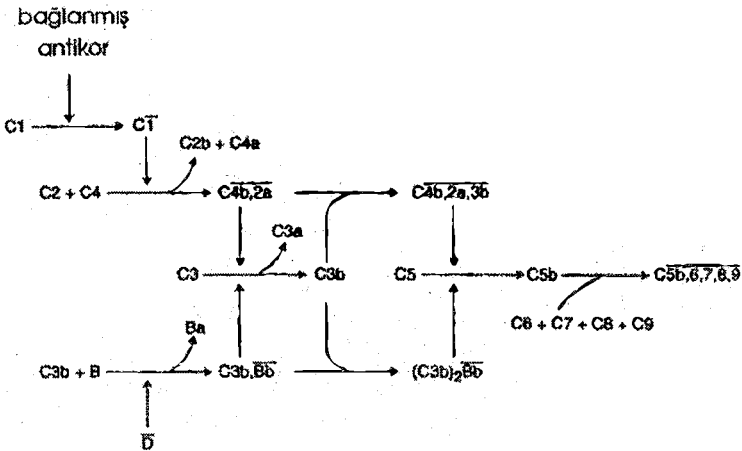 bağlanmış
antikor
C1 C1̅
C2b + C4a
C2 + C4 C4b,2a C4b,2a,3b
C3a
C3 C3b C5 C5b C5b,6,7,8,9
C6 + C7 + C8 + C9
Ba
C3b + B C3b,Bb (C3b)₂Bb
D̅